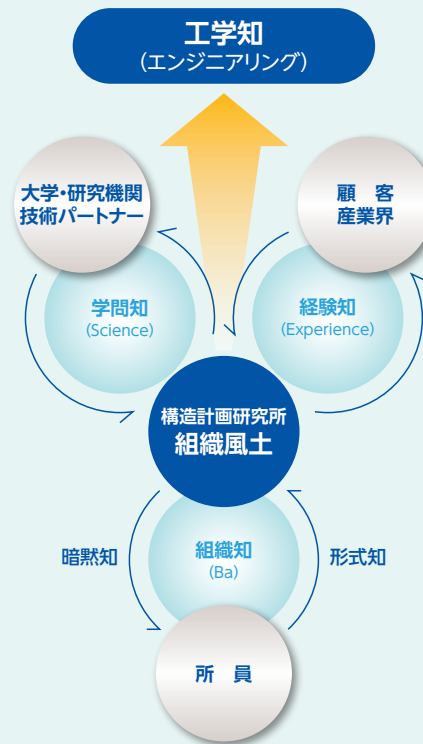 工学知
(エンジニアリング)
大学・研究機関
技術パートナー
顧　客
産業界
学問知
(Science)
経験知
(Experience)
構造計画研究所
組織風土
暗黙知
組織知
(Ba)
形式知
所　員